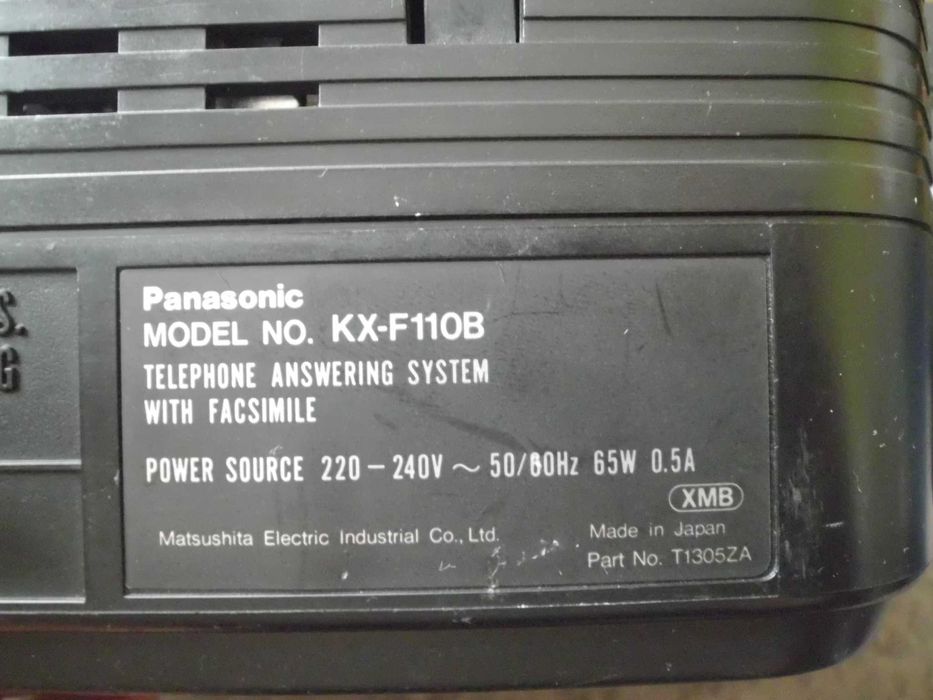 S.
G
Panasonic
MODEL NO. KX-F110B
TELEPHONE ANSWERING SYSTEM
WITH FACSIMILE
POWER SOURCE 220 - 240V ~ 50/60Hz 65W 0.5A
XMB
Matsushita Electric Industrial Co., Ltd.
Made in Japan
Part No. T1305ZA